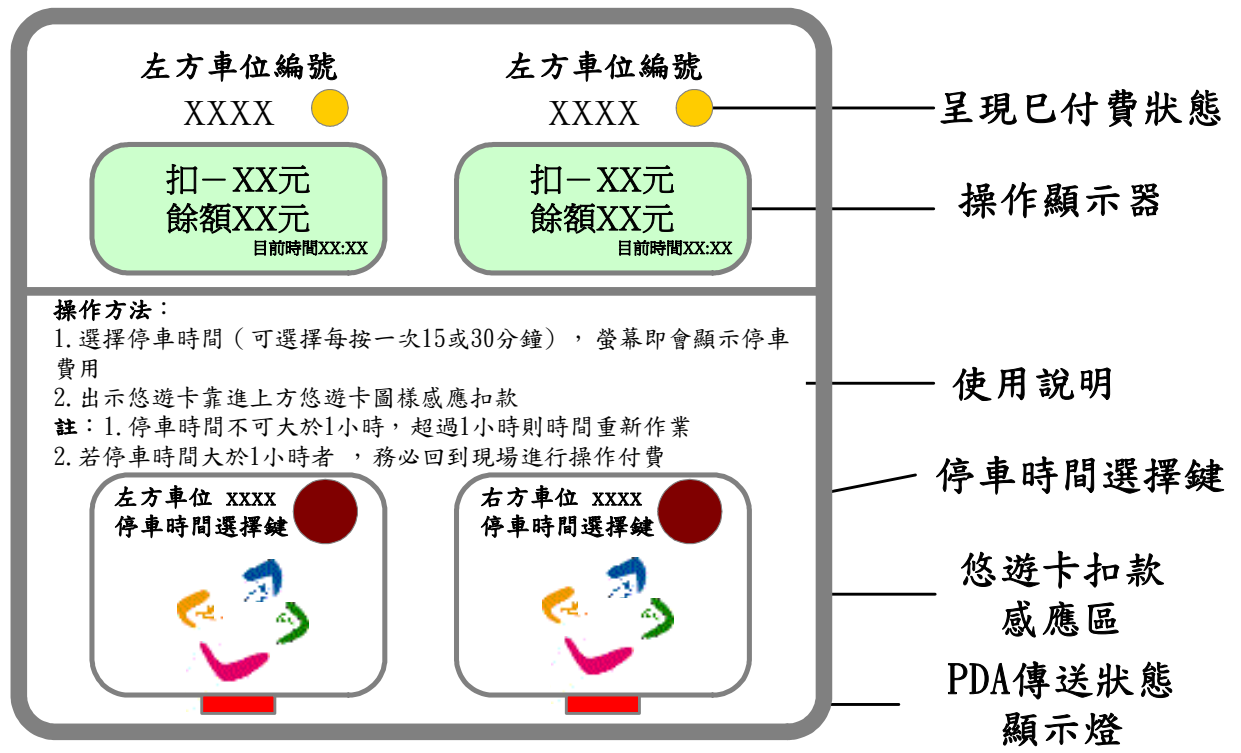 左方車位編號
XXXX
扣－XX元
餘額XX元
目前時間XX:XX
左方車位編號
XXXX
扣－XX元
餘額XX元
目前時間XX:XX
操作方法：
1.選擇停車時間（可選擇每按一次15或30分鐘），螢幕即會顯示停車
費用
2.出示悠遊卡靠進上方悠遊卡圖樣感應扣款
註：1.停車時間不可大於1小時，超過1小時則時間重新作業
2.若停車時間大於1小時者 ，務必回到現場進行操作付費
左方車位 xxxx
停車時間選擇鍵
右方車位 xxxx
停車時間選擇鍵
呈現已付費狀態
操作顯示器
使用說明
停車時間選擇鍵
悠遊卡扣款
感應區
PDA傳送狀態
顯示燈